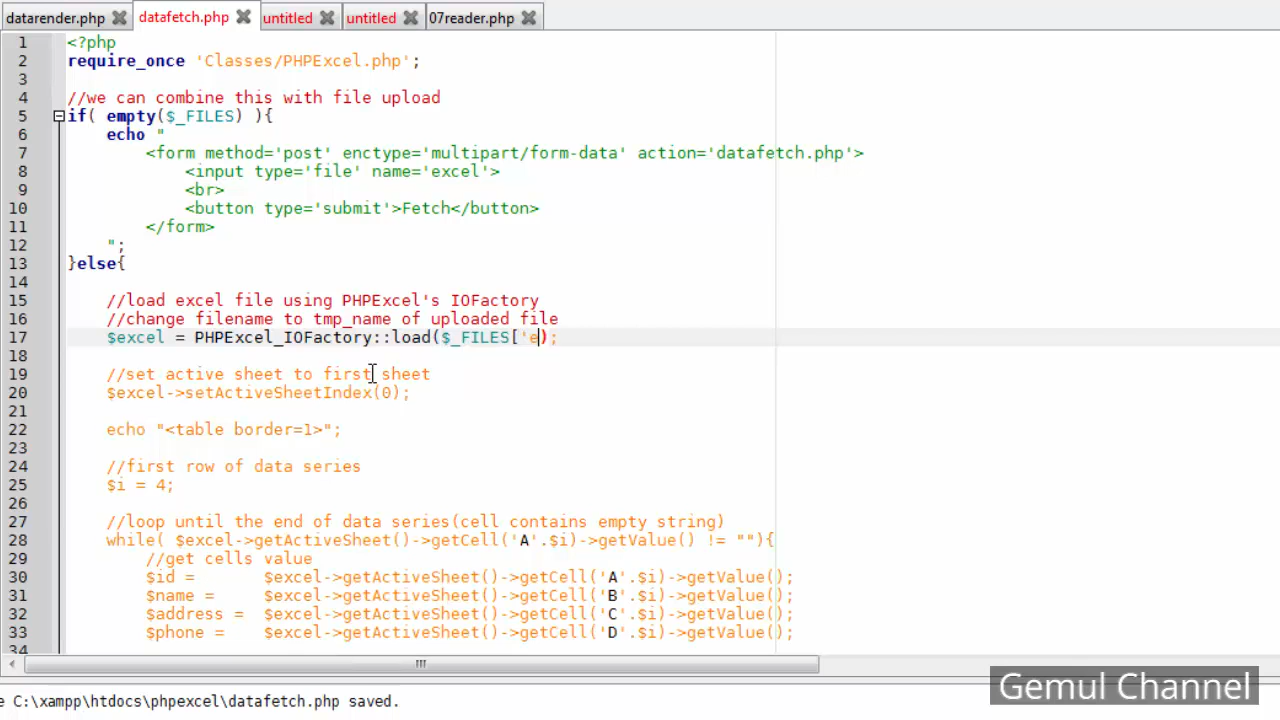 datarender.php datafetch.php untitled untitled 07reader.php
1 <?php
2 require_once 'Classes/PHPExcel.php';
3
4 //we can combine this with file upload
5 if( empty($_FILES) ){
6 echo "
7 <form method='post' enctype='multipart/form-data' action='datafetch.php'>
8 <input type='file' name='excel'>
9 <br>
10 <button type='submit'>Fetch</button>
11 </form>
12 ";
13 }else{
14
15 //load excel file using PHPExcel's IOFactory
16 //change filename to tmp_name of uploaded file
17 $excel = PHPExcel_IOFactory::load($_FILES['e);
18
19 //set active sheet to first sheet
20 $excel->setActiveSheetIndex(0);
21
22 echo "<table border=1>";
23
24 //first row of data series
25 $i = 4;
26
27 //loop until the end of data series(cell contains empty string)
28 while( $excel->getActiveSheet()->getCell('A'.$i)->getValue() != ""){
29 //get cells value
30 $id = $excel->getActiveSheet()->getCell('A'.$i)->getValue();
31 $name = $excel->getActiveSheet()->getCell('B'.$i)->getValue();
32 $address = $excel->getActiveSheet()->getCell('C'.$i)->getValue();
33 $phone = $excel->getActiveSheet()->getCell('D'.$i)->getValue();
34
Gemul Channel
e C:\xampp\htdocs\phpexcel\datafetch.php saved.